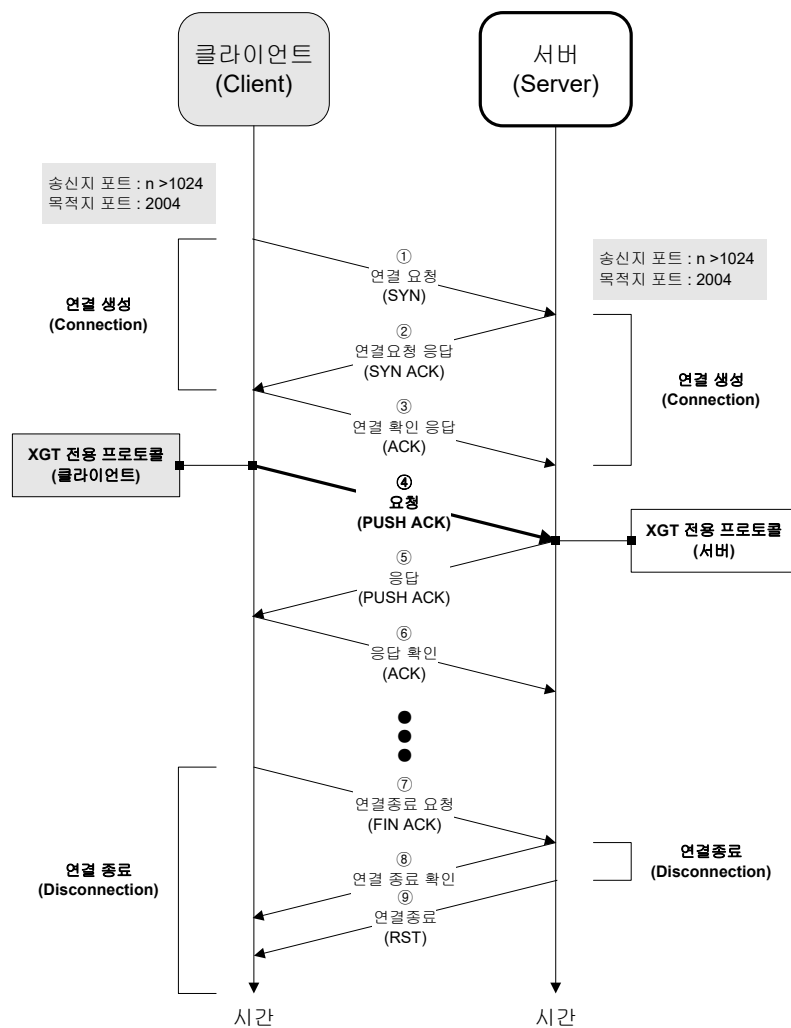 클라이언트
(Client)
서버
(Server)
송신지 포트 : n >1024
목적지 포트 : 2004
①
연결 요청
(SYN)
송신지 포트 : n >1024
목적지 포트 : 2004
연결 생성
(Connection)
②
연결요청 응답
(SYN ACK)
연결 생성
(Connection)
③
연결 확인 응답
(ACK)
XGT 전용 프로토콜
(클라이언트)
④
요청
(PUSH ACK)
XGT 전용 프로토콜
(서버)
⑤
응답
(PUSH ACK)
⑥
응답 확인
(ACK)
⑦
연결종료 요청
(FIN ACK)
연결 종료
(Disconnection)
⑧
연결 종료 확인
연결종료
(Disconnection)
⑨
연결종료
(RST)
시간
시간